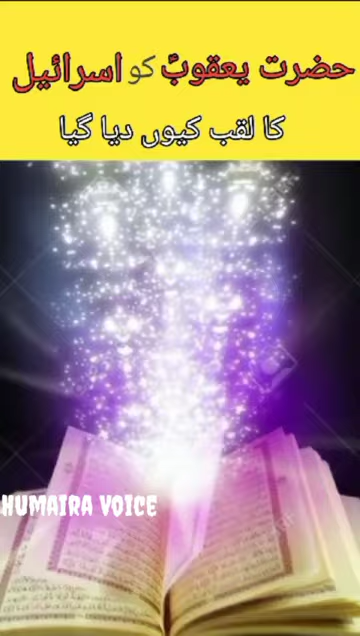 حضرت یعقوبؑ کو اسرائیل
کا لقب کیوں دیا گیا
HUMAIRA VOICE